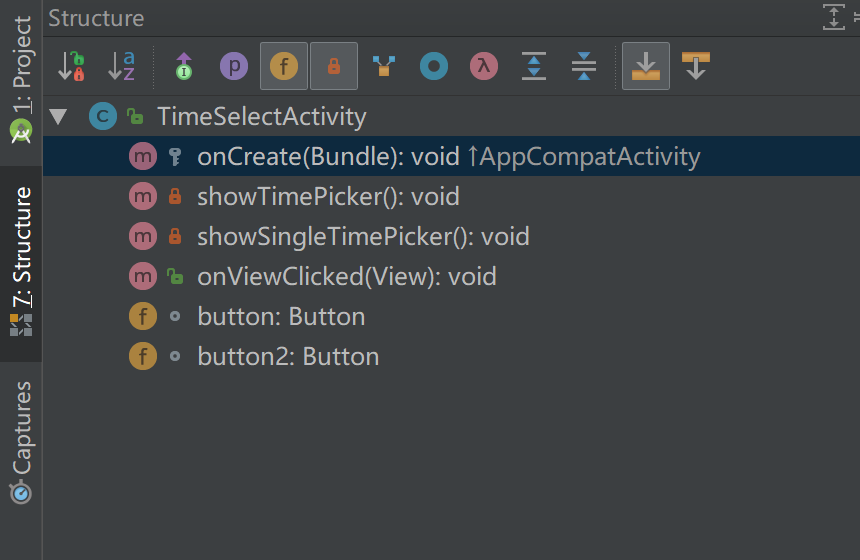 Structure
1: Project
7: Structure
Captures
a
z
I
p
f
λ
C TimeSelectActivity
m onCreate(Bundle): void ↑AppCompatActivity
m showTimePicker(): void
m showSingleTimePicker(): void
m onViewClicked(View): void
f button: Button
f button2: Button